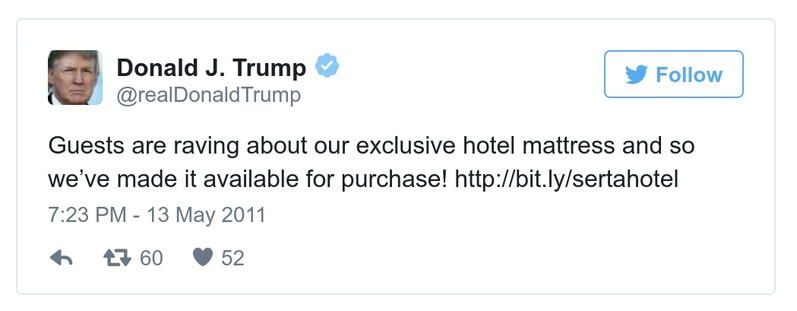 Donald J. Trump
@realDonaldTrump
Follow
Guests are raving about our exclusive hotel mattress and so
we've made it available for purchase! http://bit.ly/sertahotel
7:23 PM - 13 May 2011
60 52